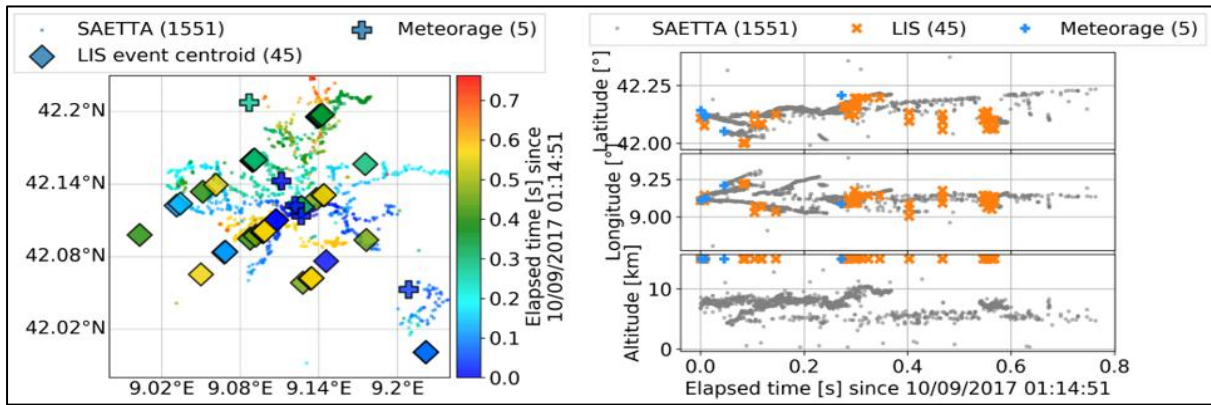 SAETTA (1551)
Meteorage (5)
LIS event centroid (45)
42.2°N
42.14°N
42.08°N
42.02°N
9.02°E
9.08°E
9.14°E
9.2°E
0.7
0.6
0.5
0.4
0.3
0.2
0.1
0.0
Elapsed time [s] since
10/09/2017 01:14:51
SAETTA (1551)
LIS (45)
Meteorage (5)
Latitude [°]
42.25
42.00
Longitude [°]
9.25
9.00
Altitude [km]
10
0
0
0.2
0.4
0.6
0.8
Elapsed time [s] since 10/09/2017 01:14:51